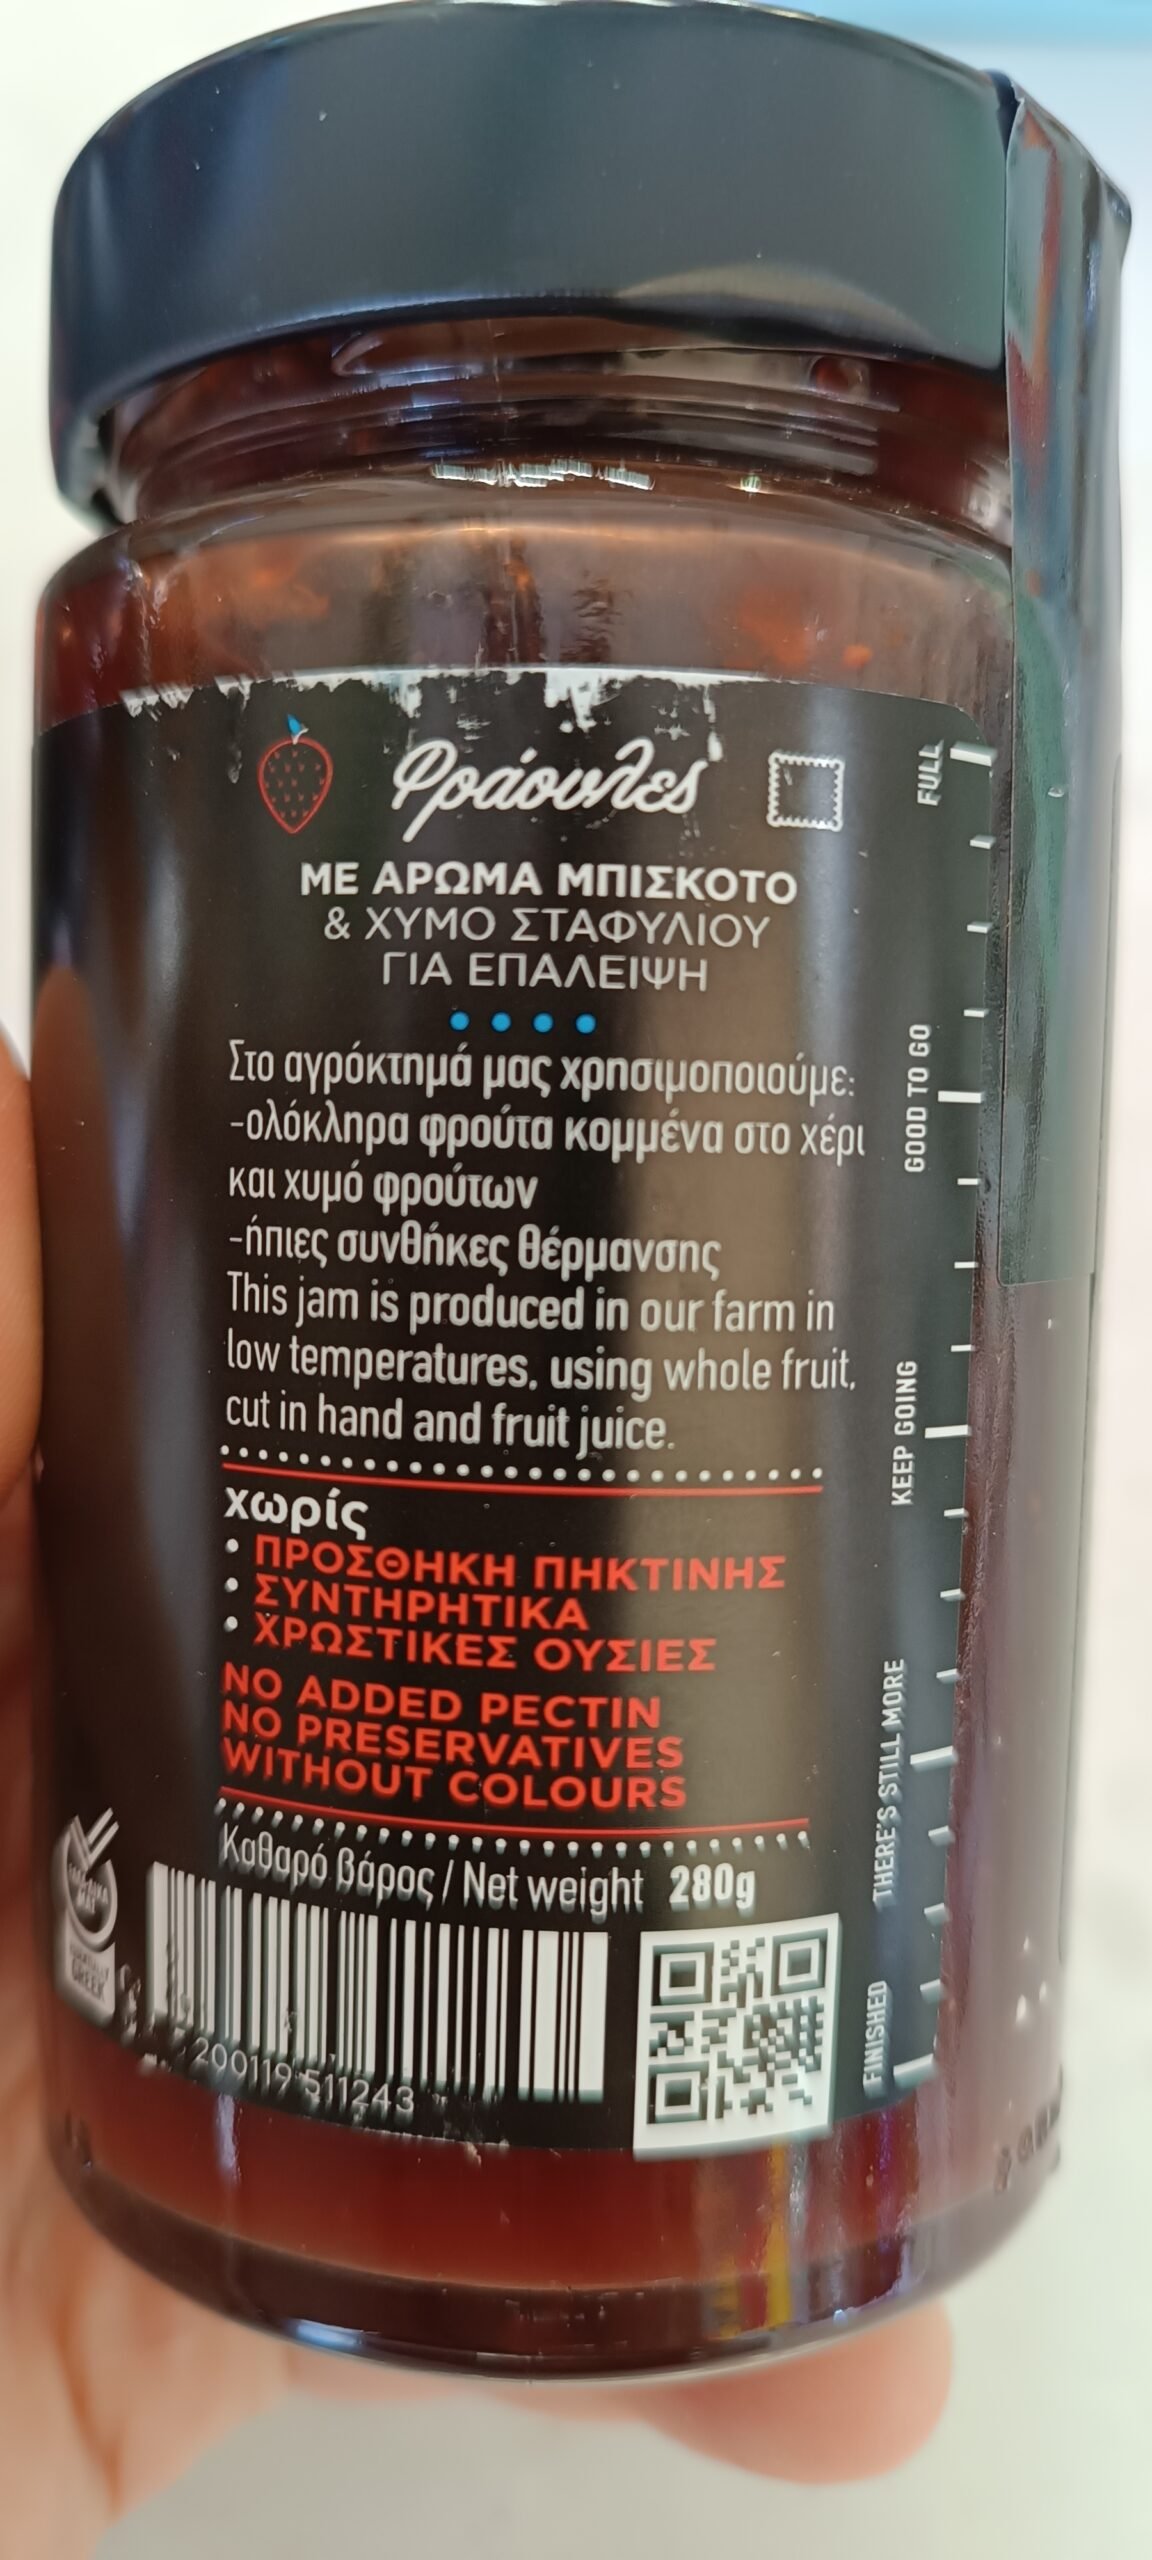 Φράουλες
ΜΕ ΑΡΩΜΑ ΜΠΙΣΚΟΤΟ
& ΧΥΜΟ ΣΤΑΦΥΛΙΟΥ
ΓΙΑ ΕΠΑΛΕΙΨΗ
Στο αγρόκτημά μας χρησιμοποιούμε:
-ολόκληρα φρούτα κομμένα στο χέρι
και χυμό φρούτων
-ήπιες συνθήκες θέρμανσης
This jam is produced in our farm in
low temperatures, using whole fruit,
cut in hand and fruit juice.
χωρίς
• ΠΡΟΣΘΗΚΗ ΠΗΚΤΙΝΗΣ
• ΣΥΝΤΗΡΗΤΙΚΑ
• ΧΡΩΣΤΙΚΕΣ ΟΥΣΙΕΣ
NO ADDED PECTIN
NO PRESERVATIVES
WITHOUT COLOURS
Καθαρό βάρος / Net weight 280g
GREEK
200119 511243
FULL
GOOD TO GO
KEEP GOING
THERE'S STILL MORE
FINISHED